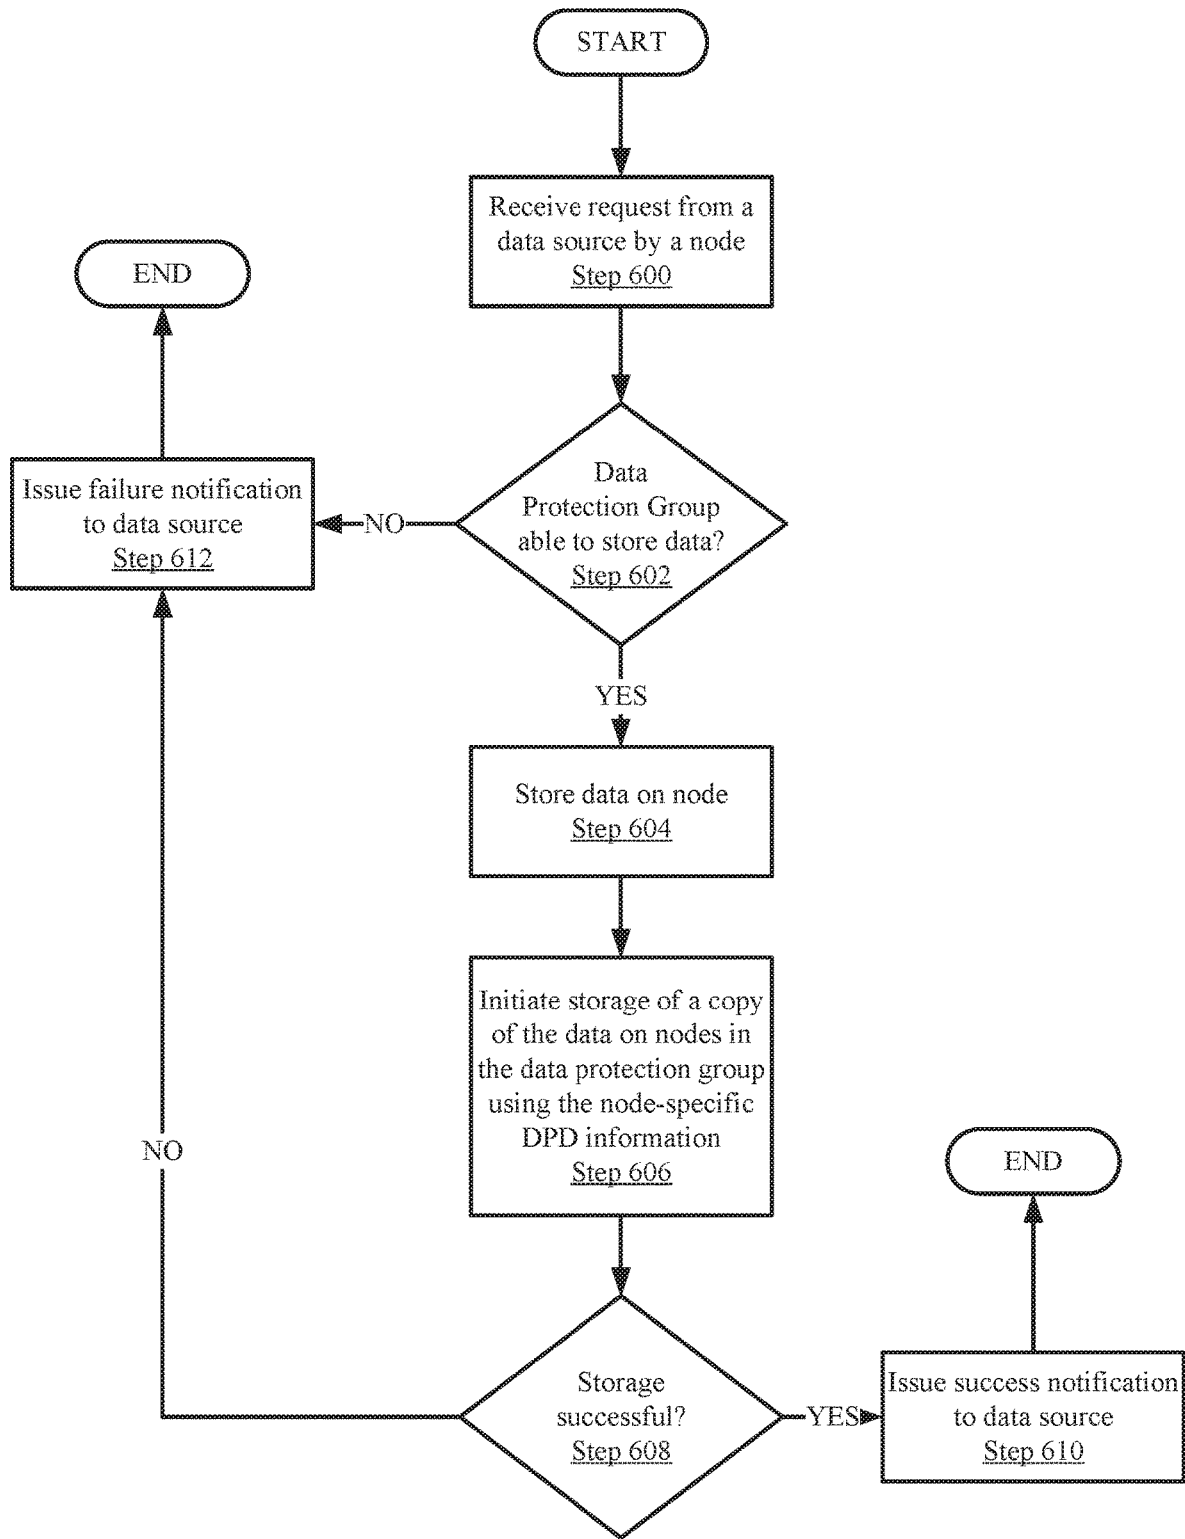 START
Receive request from a
data source by a node
Step 600
END
Data
Protection Group
able to store data?
Step 602
NO
Issue failure notification
to data source
Step 612
YES
Store data on node
Step 604
Initiate storage of a copy
of the data on nodes in
the data protection group
using the node-specific
DPD information
Step 606
NO
END
Storage
successful?
Step 608
YES
Issue success notification
to data source
Step 610